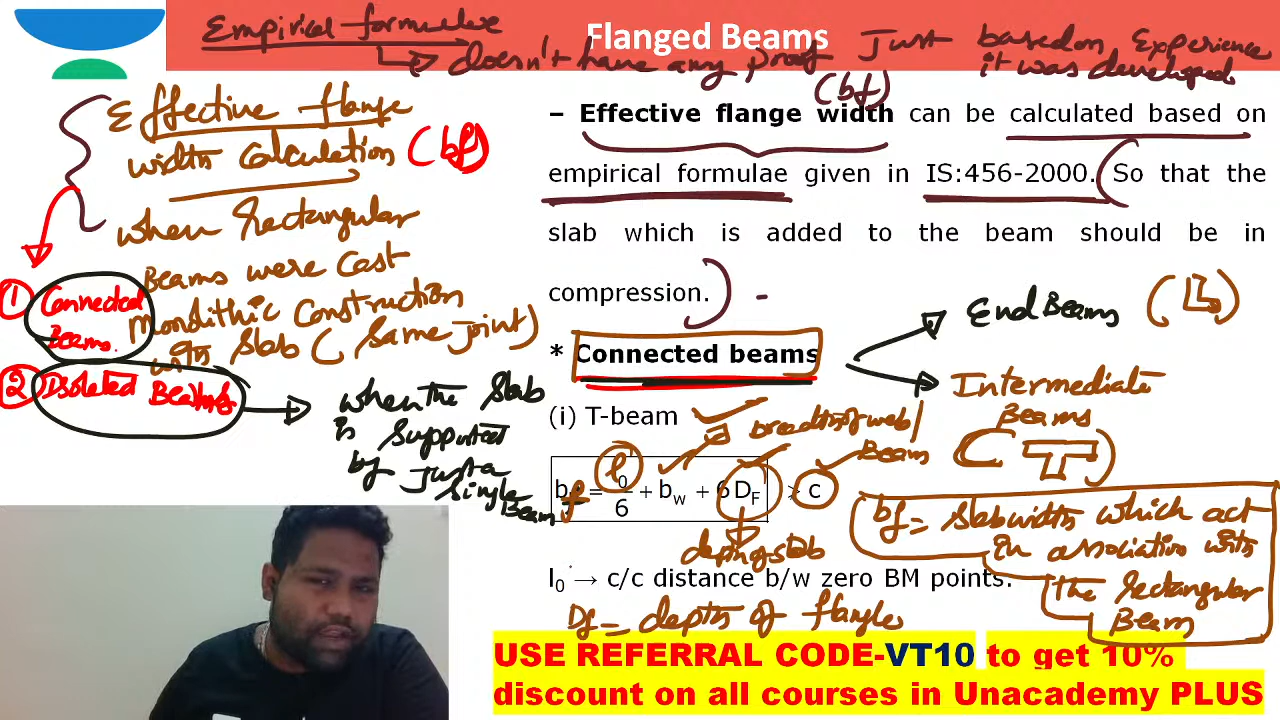 Empirical formulae
Flanged Beams
doesn't have any proof Just based on Experience
it was developed
(bf)
– Effective flange width can be calculated based on
empirical formulae given in IS:456-2000. So that the
slab which is added to the beam should be in
compression.
* Connected beams
End Beams
Intermediate
Beams
(i) T-beam
breadth of web/
Beam
bf = l0/6 + bw + 6 DF > c
depth of slab
l0 → c/c distance b/w zero BM points.
Df = depth of flange
bf = slab width which act
in association with
the rectangular
Beam
Effective flange
width calculation (bf)
when Rectangular
Beams were cast
Monolithic Construction
with slab (same joint)
1 Connected
Beams.
2 Isolated Beams
when the slab
is supported
by just a
single
Beam
USE REFERRAL CODE-VT10 to get 10%
discount on all courses in Unacademy PLUS